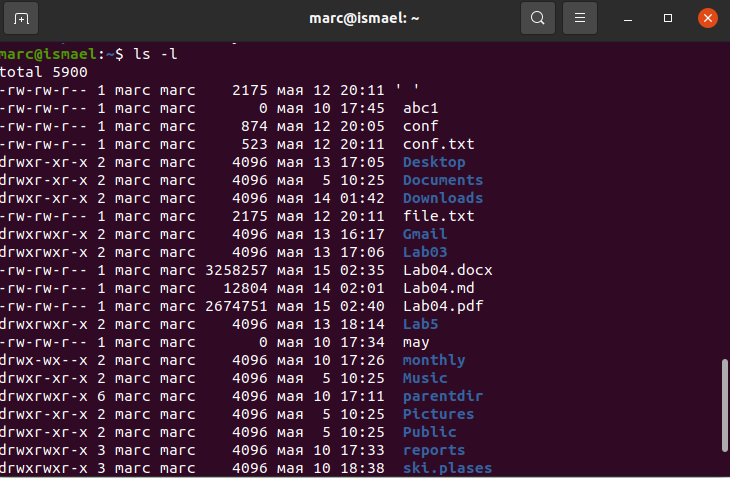 marc@ismael: ~
marc@ismael:~$ ls -l
total 5900
-rw-rw-r-- 1 marc marc    2175 мая 12 20:11 ' '
-rw-rw-r-- 1 marc marc       0 мая 10 17:45  abc1
-rw-rw-r-- 1 marc marc     874 мая 12 20:05  conf
-rw-rw-r-- 1 marc marc     523 мая 12 20:11  conf.txt
drwxr-xr-x 2 marc marc    4096 мая 13 17:05  Desktop
drwxr-xr-x 2 marc marc    4096 мая  5 10:25  Documents
drwxr-xr-x 2 marc marc    4096 мая 14 01:42  Downloads
-rw-rw-r-- 1 marc marc    2175 мая 12 20:11  file.txt
drwxrwxr-x 2 marc marc    4096 мая 13 16:17  Gmail
drwxrwxr-x 2 marc marc    4096 мая 13 17:06  Lab03
-rw-rw-r-- 1 marc marc 3258257 мая 15 02:35  Lab04.docx
-rw-rw-r-- 1 marc marc   12804 мая 14 02:01  Lab04.md
-rw-rw-r-- 1 marc marc 2674751 мая 15 02:40  Lab04.pdf
drwxrwxr-x 2 marc marc    4096 мая 13 18:14  Lab5
-rw-rw-r-- 1 marc marc       0 мая 10 17:34  may
drwx-wx--x 2 marc marc    4096 мая 10 17:26  monthly
drwxr-xr-x 2 marc marc    4096 мая  5 10:25  Music
drwxrwxr-x 6 marc marc    4096 мая 10 17:11  parentdir
drwxr-xr-x 2 marc marc    4096 мая  5 10:25  Pictures
drwxr-xr-x 2 marc marc    4096 мая  5 10:25  Public
drwxrwxr-x 3 marc marc    4096 мая 10 17:33  reports
drwxrwxr-x 3 marc marc    4096 мая 10 18:38  ski.plases